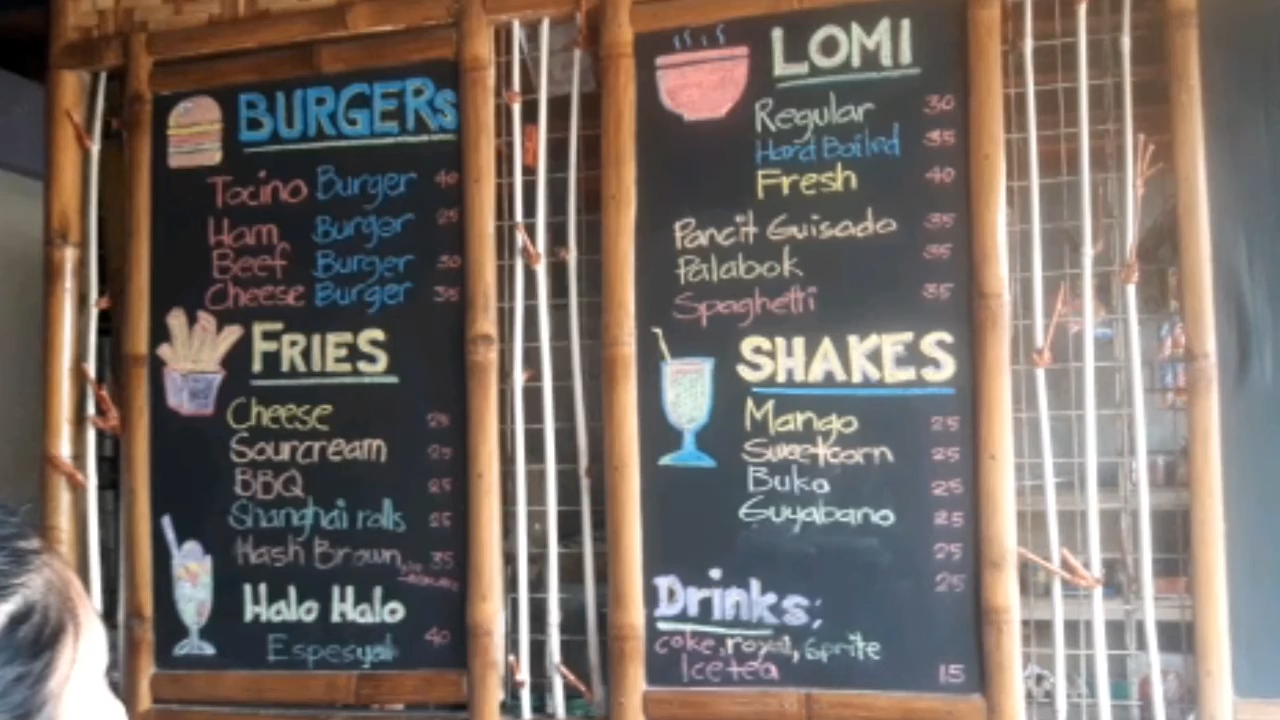 BURGERs
Tocino Burger 40
Ham Burger 25
Beef Burger 30
Cheese Burger 35
FRIES
Cheese 25
Sourcream 25
BBQ 25
Shanghai rolls 25
Hash Brown 35
Halo Halo
Espesyal 40
LOMI
Regular 30
Hard Boiled 35
Fresh 40
Pancit Guisado 35
Palabok 35
Spaghetti 35
SHAKES
Mango 25
Sweetcorn 25
Buko 25
Guyabano 25
25
25
Drinks:
coke, royal, Sprite
Icetea 15